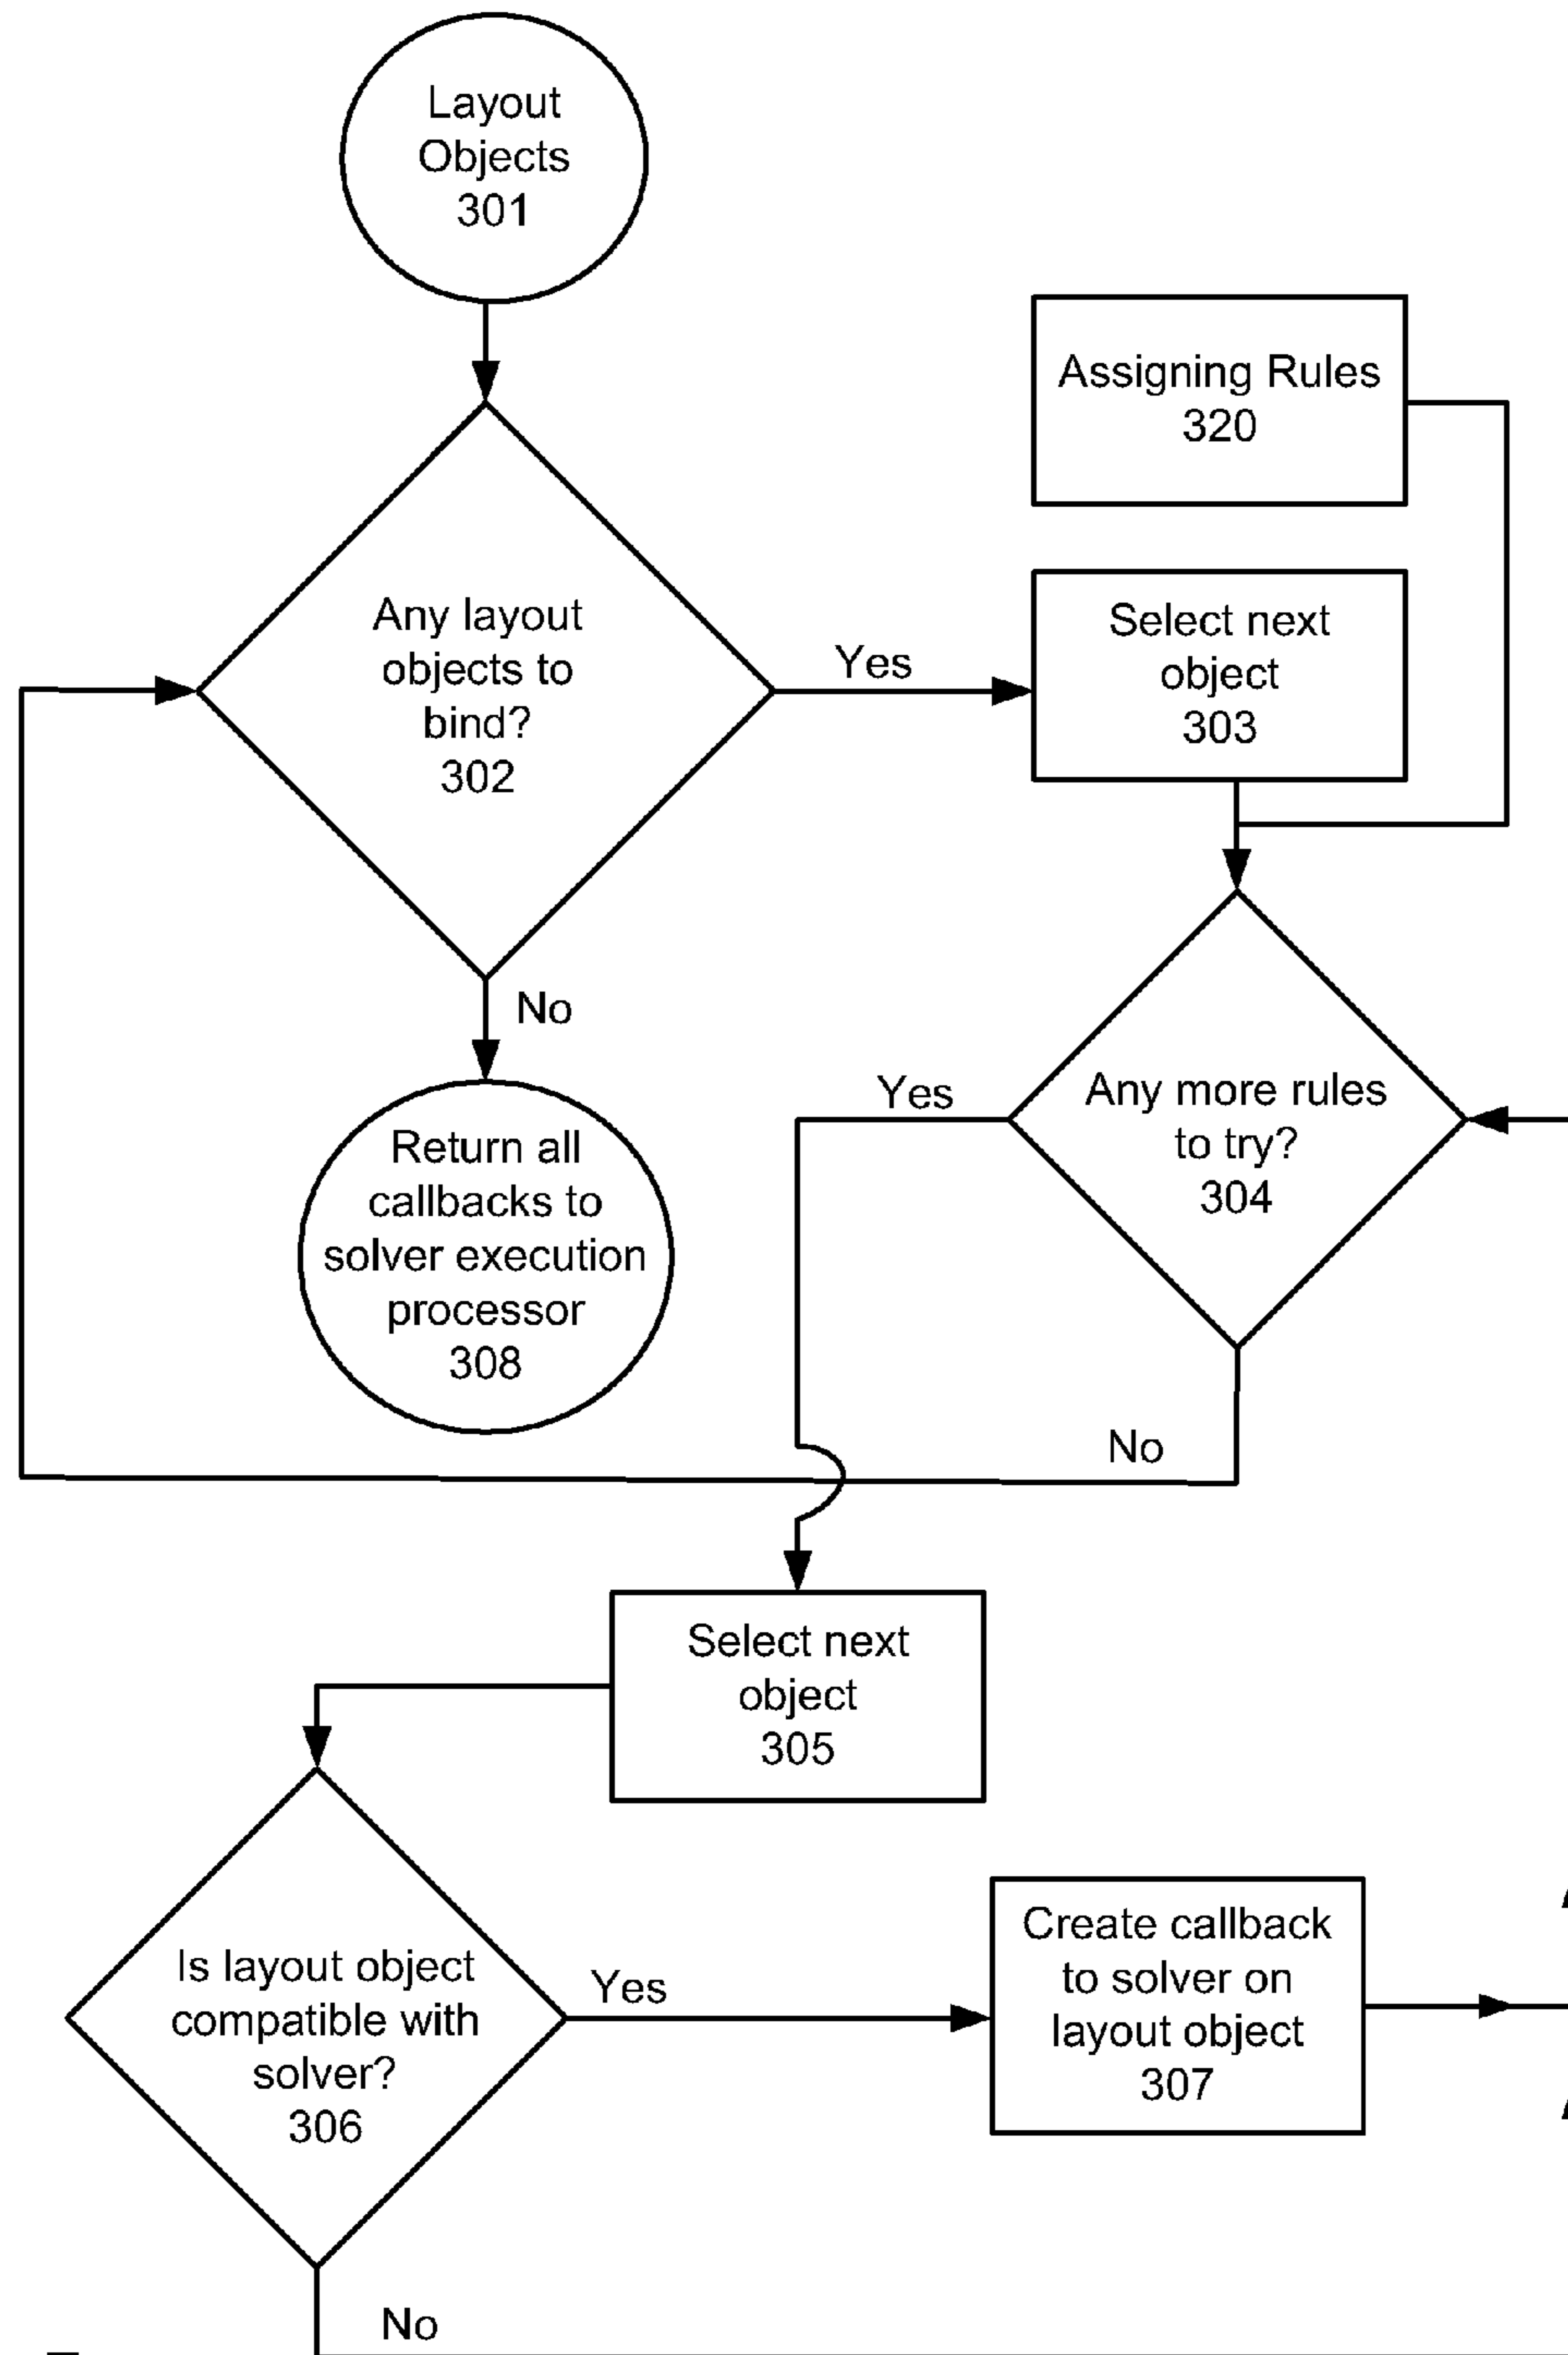 Layout
Objects
301
Assigning Rules
320
Any layout
objects to
bind?
302
Yes
Select next
object
303
No
Return all
callbacks to
solver execution
processor
308
Yes
Any more rules
to try?
304
No
Select next
object
305
Is layout object
compatible with
solver?
306
Yes
Create callback
to solver on
layout object
307
No